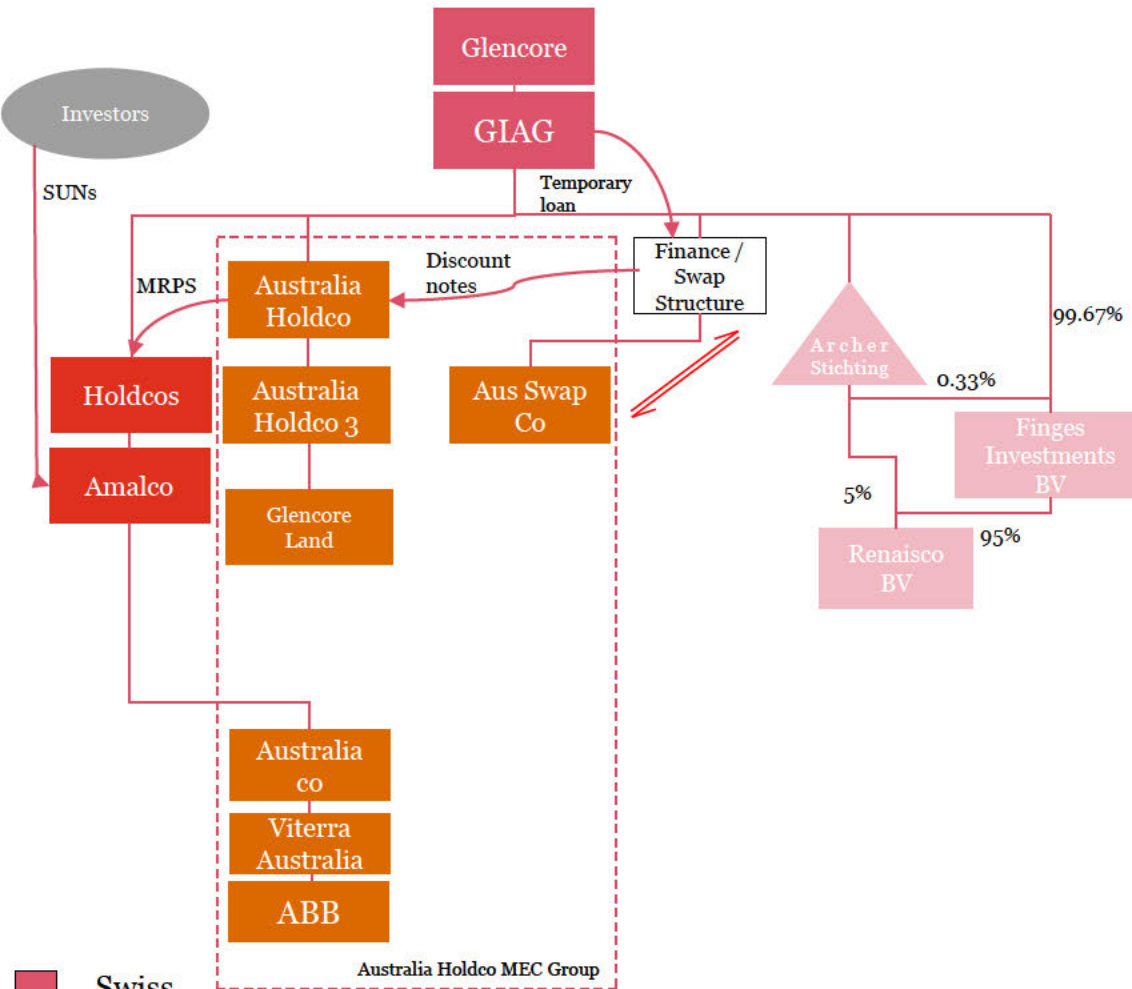 Glencore
GIAG
Investors
SUNs
Temporary
loan
MRPS
Australia
Holdco
Discount
notes
Finance /
Swap
Structure
99.67%
Archer
Stichting
0.33%
Holdcos
Australia
Holdco 3
Aus Swap
Co
Finges
Investments
BV
Amalco
5%
Glencore
Land
95%
Renaisco
BV
Australia
co
Viterra
Australia
ABB
Australia Holdco MEC Group
Swiss